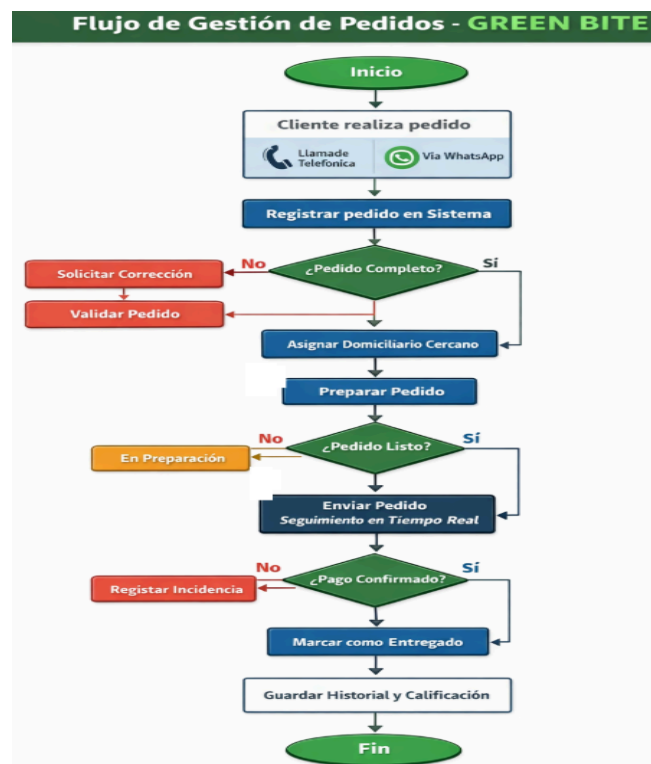 Flujo de Gestión de Pedidos - GREEN BITE
Inicio
Cliente realiza pedido
Llamade
Telefonica
Via WhatsApp
Registrar pedido en Sistema
¿Pedido Completo?
No
Sí
Solicitar Corrección
Validar Pedido
Asignar Domiciliario Cercano
Preparar Pedido
¿Pedido Listo?
No
Sí
En Preparación
Enviar Pedido
Seguimiento en Tiempo Real
¿Pago Confirmado?
No
Sí
Registar Incidencia
Marcar como Entregado
Guardar Historial y Calificación
Fin